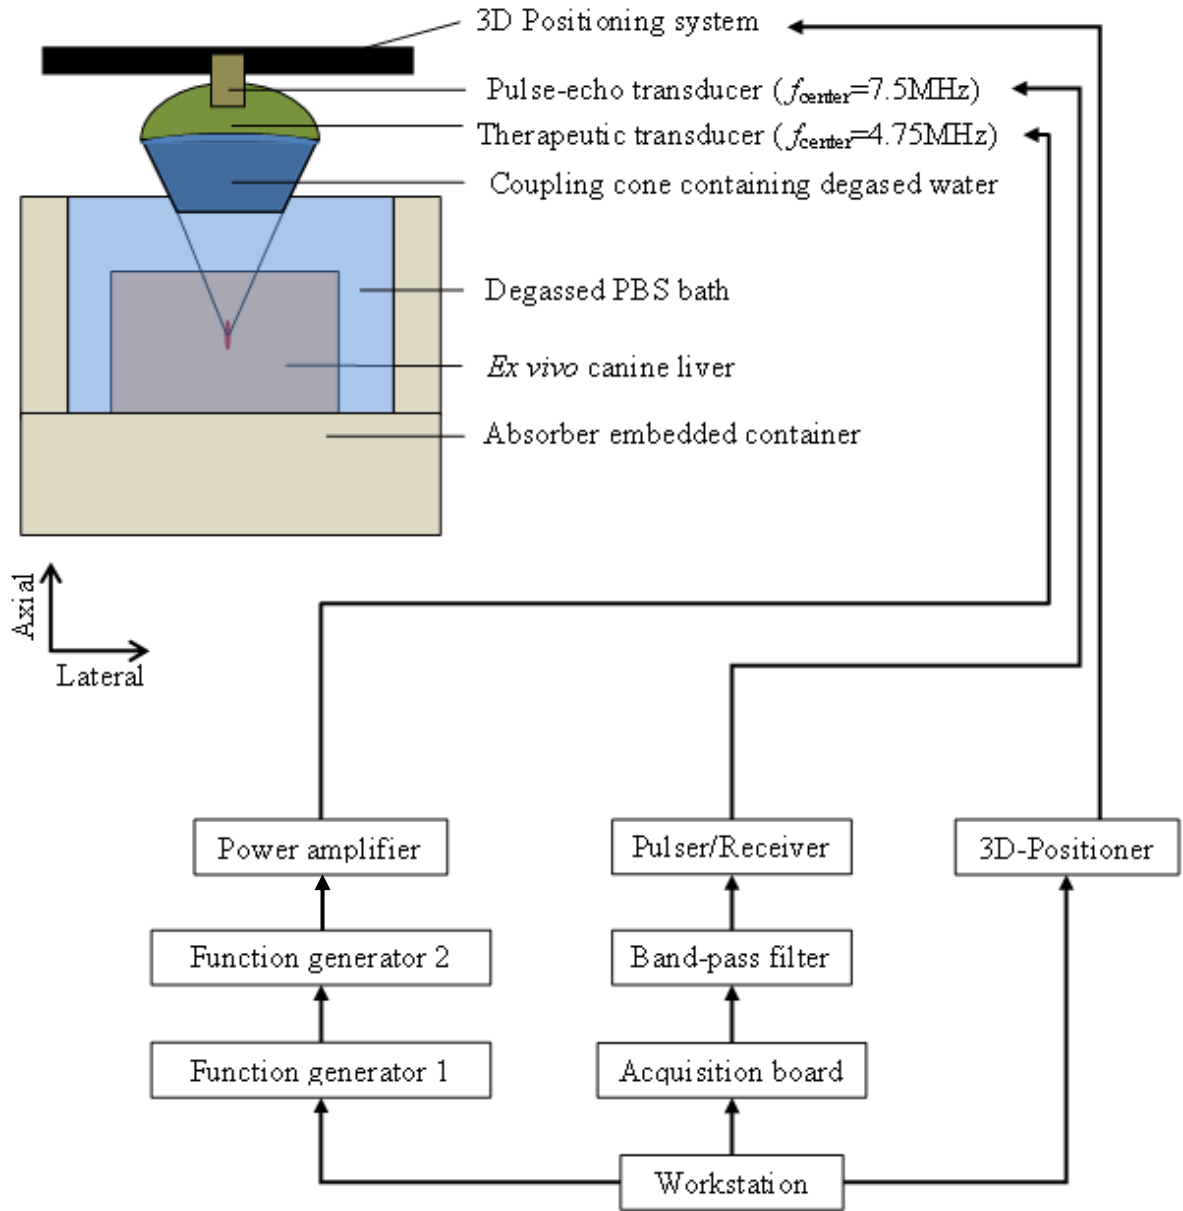 3D Positioning system
Pulse-echo transducer (fcenter=7.5MHz)
Therapeutic transducer (fcenter=4.75MHz)
Coupling cone containing degased water
Degassed PBS bath
Ex vivo canine liver
Absorber embedded container
Axial
Lateral
Power amplifier
Pulser/Receiver
3D-Positioner
Function generator 2
Band-pass filter
Function generator 1
Acquisition board
Workstation